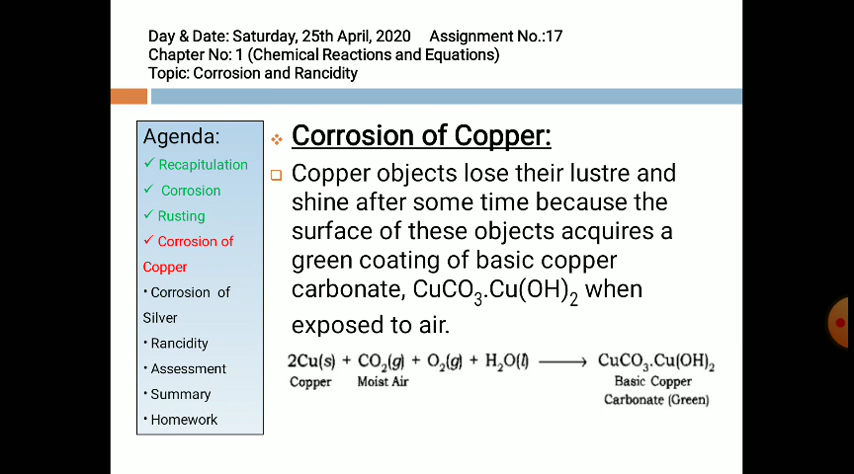 Day & Date: Saturday, 25th April, 2020 Assignment No.:17
Chapter No: 1 (Chemical Reactions and Equations)
Topic: Corrosion and Rancidity
Agenda:
✓ Recapitulation
✓ Corrosion
✓ Rusting
✓ Corrosion of
Copper
• Corrosion of
Silver
• Rancidity
• Assessment
• Summary
• Homework
❖ Corrosion of Copper:
❑ Copper objects lose their lustre and
shine after some time because the
surface of these objects acquires a
green coating of basic copper
carbonate, CuCO₃.Cu(OH)₂ when
exposed to air.
2Cu(s) + CO₂(g) + O₂(g) + H₂O(l) ⟶ CuCO₃.Cu(OH)₂
Copper Moist Air Basic Copper
Carbonate (Green)